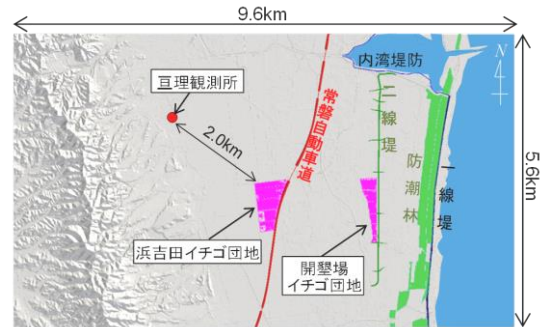 9.6km
亘理観測所
2.0km
常磐自動車道
浜吉田イチゴ団地
内湾堤防
二線堤
防潮林
一線堤
開墾場
イチゴ団地
N
5.6km